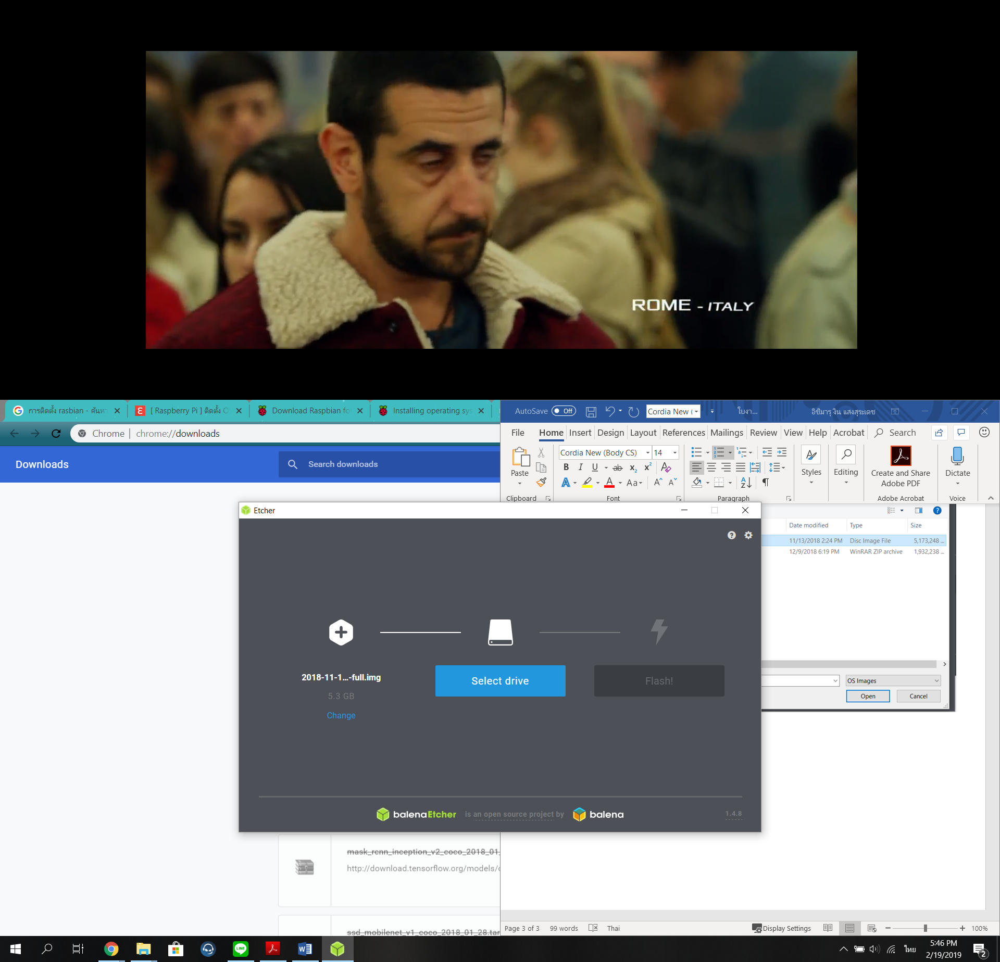 ROME - ITALY
การติดตั้ง rasbian - ค้นหา
[ Raspberry Pi ] ติดตั้ง O
Download Raspbian fo
Installing operating sys
Chrome | chrome://downloads
Downloads
Search downloads
AutoSave Off
Cordia New (
ใบงา...
อิชิมารุ งิน แสงสุระเดช
File Home Insert Design Layout References Mailings Review View Help Acrobat Search
Paste
Cordia New (Body CS) 14
Styles
Editing
Create and Share
Adobe PDF
Dictate
Clipboard Font Paragraph Adobe Acrobat Voice
Etcher
Date modified Type Size
11/13/2018 2:24 PM Disc Image File 5,173,248 ...
12/9/2018 6:19 PM WinRAR ZIP archive 1,932,238 ...
2018-11-1...-full.img
5.3 GB
Change
Select drive
Flash!
OS Images
Open Cancel
balenaEtcher is an open source project by balena
1.4.8
mask_rcnn_inception_v2_coco_2018_01_
http://download.tensorflow.org/models/o
ssd_mobilenet_v1_coco_2018_01_28.tar
Page 3 of 3 99 words Thai
Display Settings
100%
LINE
ไทย
5:46 PM
2/19/2019
2